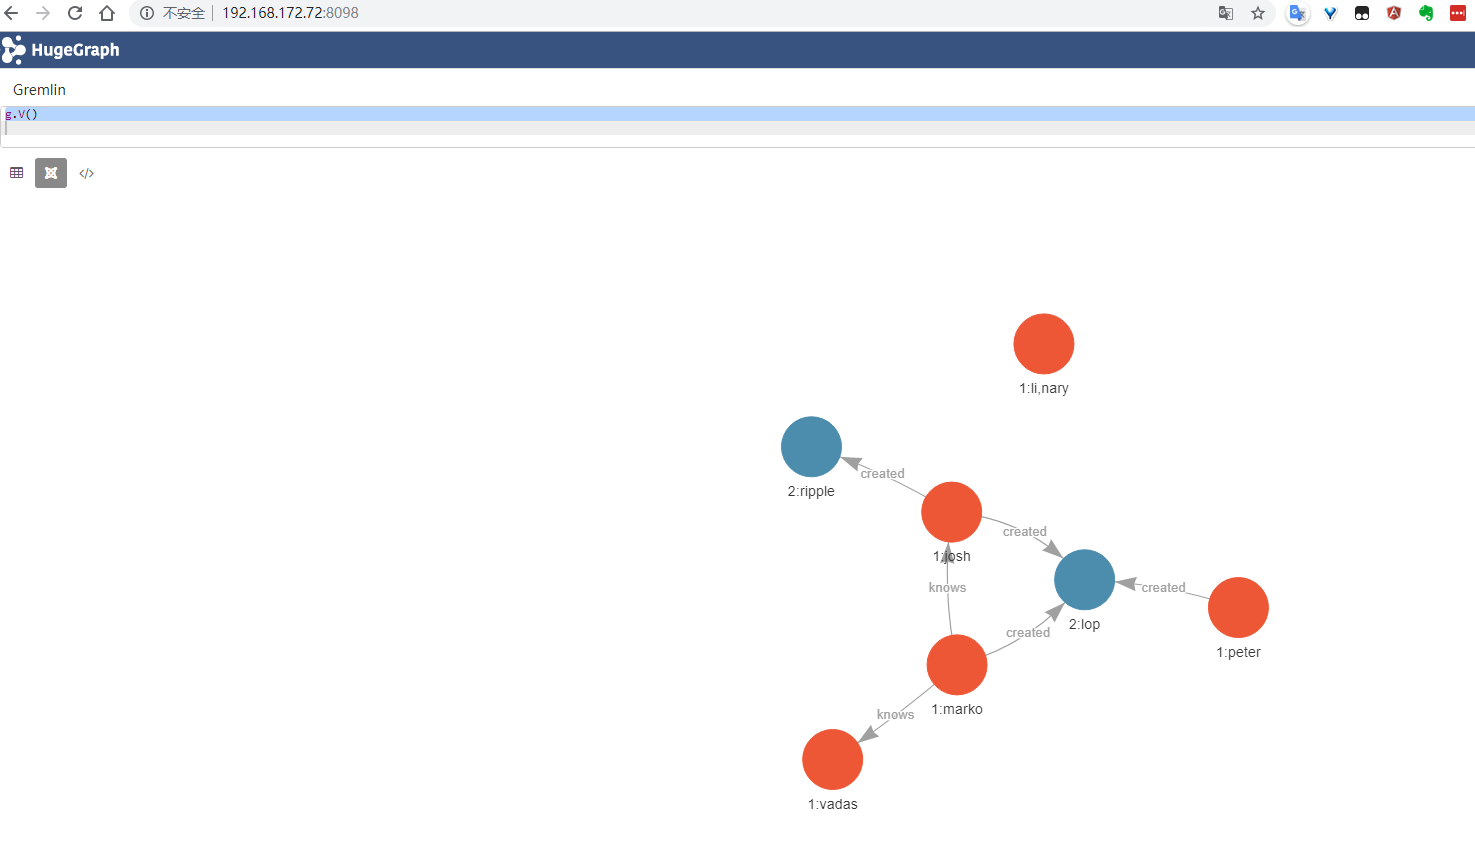 不安全 192.168.172.72:8098
HugeGraph
Gremlin
g.V()
</>
1:li,nary
created
2:ripple
created
1:josh
knows
created
2:lop
created
1:peter
1:marko
knows
1:vadas